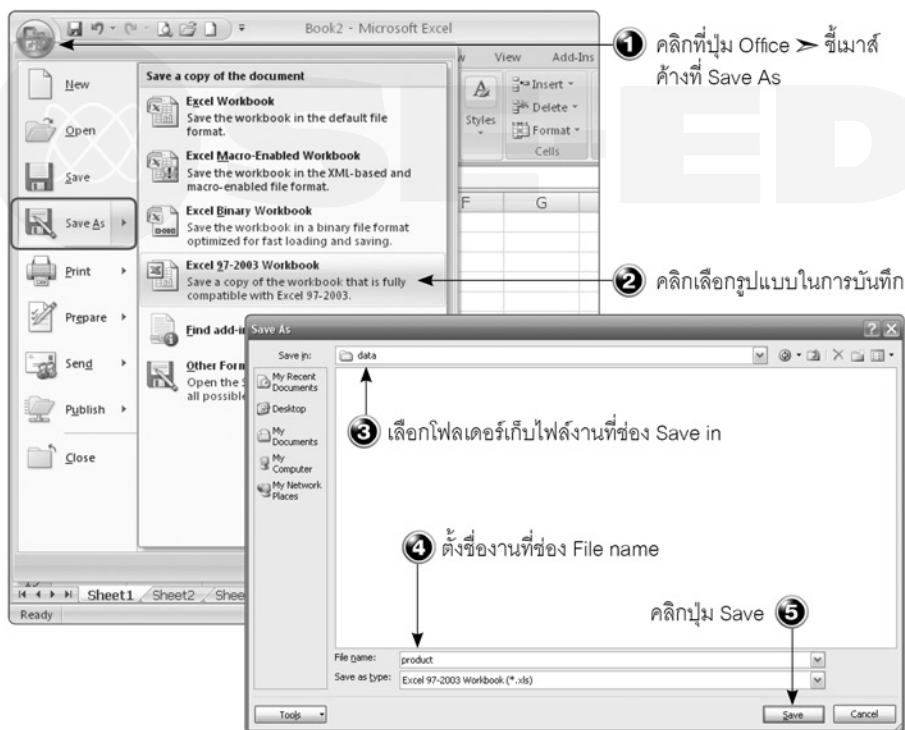 Book2 - Microsoft Excel
View Add-Ins
New
Open
Save
Save As
Print
Prepare
Send
Publish
Close
Save a copy of the document
Excel Workbook
Save the workbook in the default file
format.
Excel Macro-Enabled Workbook
Save the workbook in the XML-based and
macro-enabled file format.
Excel Binary Workbook
Save the workbook in a binary file format
optimized for fast loading and saving.
Excel 97-2003 Workbook
Save a copy of the workbook that is fully
compatible with Excel 97-2003.
Find add-i
Other Form
Open the S
all possible
Styles
Insert
Delete
Format
Cells
F G
1 คลิกที่ปุ่ม Office ➤ ชี้เมาส์
ค้างที่ Save As
2 คลิกเลือกรูปแบบในการบันทึก
Save As
Save in:
data
My Recent
Documents
Desktop
My
Documents
My
Computer
My Network
Places
3 เลือกโฟลเดอร์เก็บไฟล์งานที่ช่อง Save in
4 ตั้งชื่องานที่ช่อง File name
คลิกปุ่ม Save 5
File name:
product
Save as type:
Excel 97-2003 Workbook (*.xls)
Tools
Save
Cancel
Sheet1 Sheet2 Shee
Ready